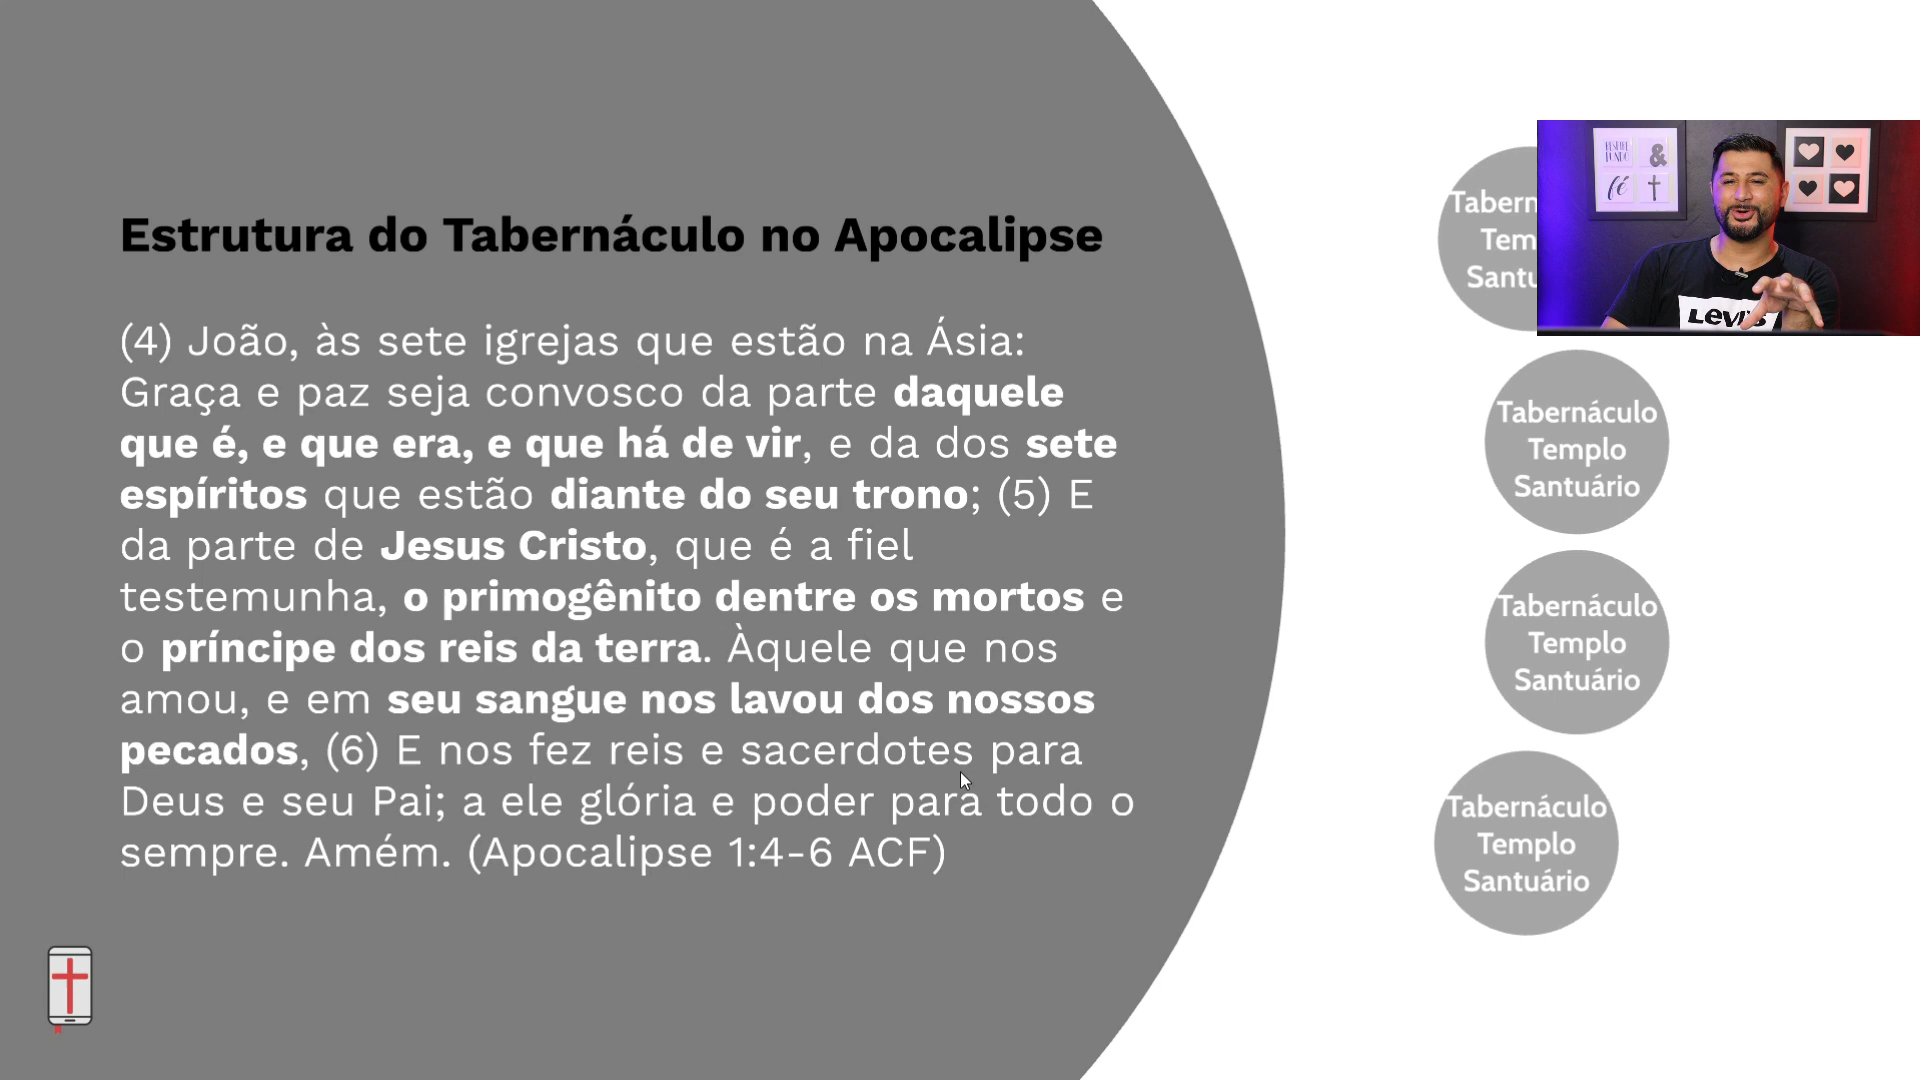 Estrutura do Tabernáculo no Apocalipse
(4) João, às sete igrejas que estão na Ásia:
Graça e paz seja convosco da parte daquele
que é, e que era, e que há de vir, e da dos sete
espíritos que estão diante do seu trono; (5) E
da parte de Jesus Cristo, que é a fiel
testemunha, o primogênito dentre os mortos e
o príncipe dos reis da terra. Àquele que nos
amou, e em seu sangue nos lavou dos nossos
pecados, (6) E nos fez reis e sacerdotes para
Deus e seu Pai; a ele glória e poder para todo o
sempre. Amém. (Apocalipse 1:4-6 ACF)
Tabern
Tem
Santu
&
fé
Levi's
Tabernáculo
Templo
Santuário
Tabernáculo
Templo
Santuário
Tabernáculo
Templo
Santuário